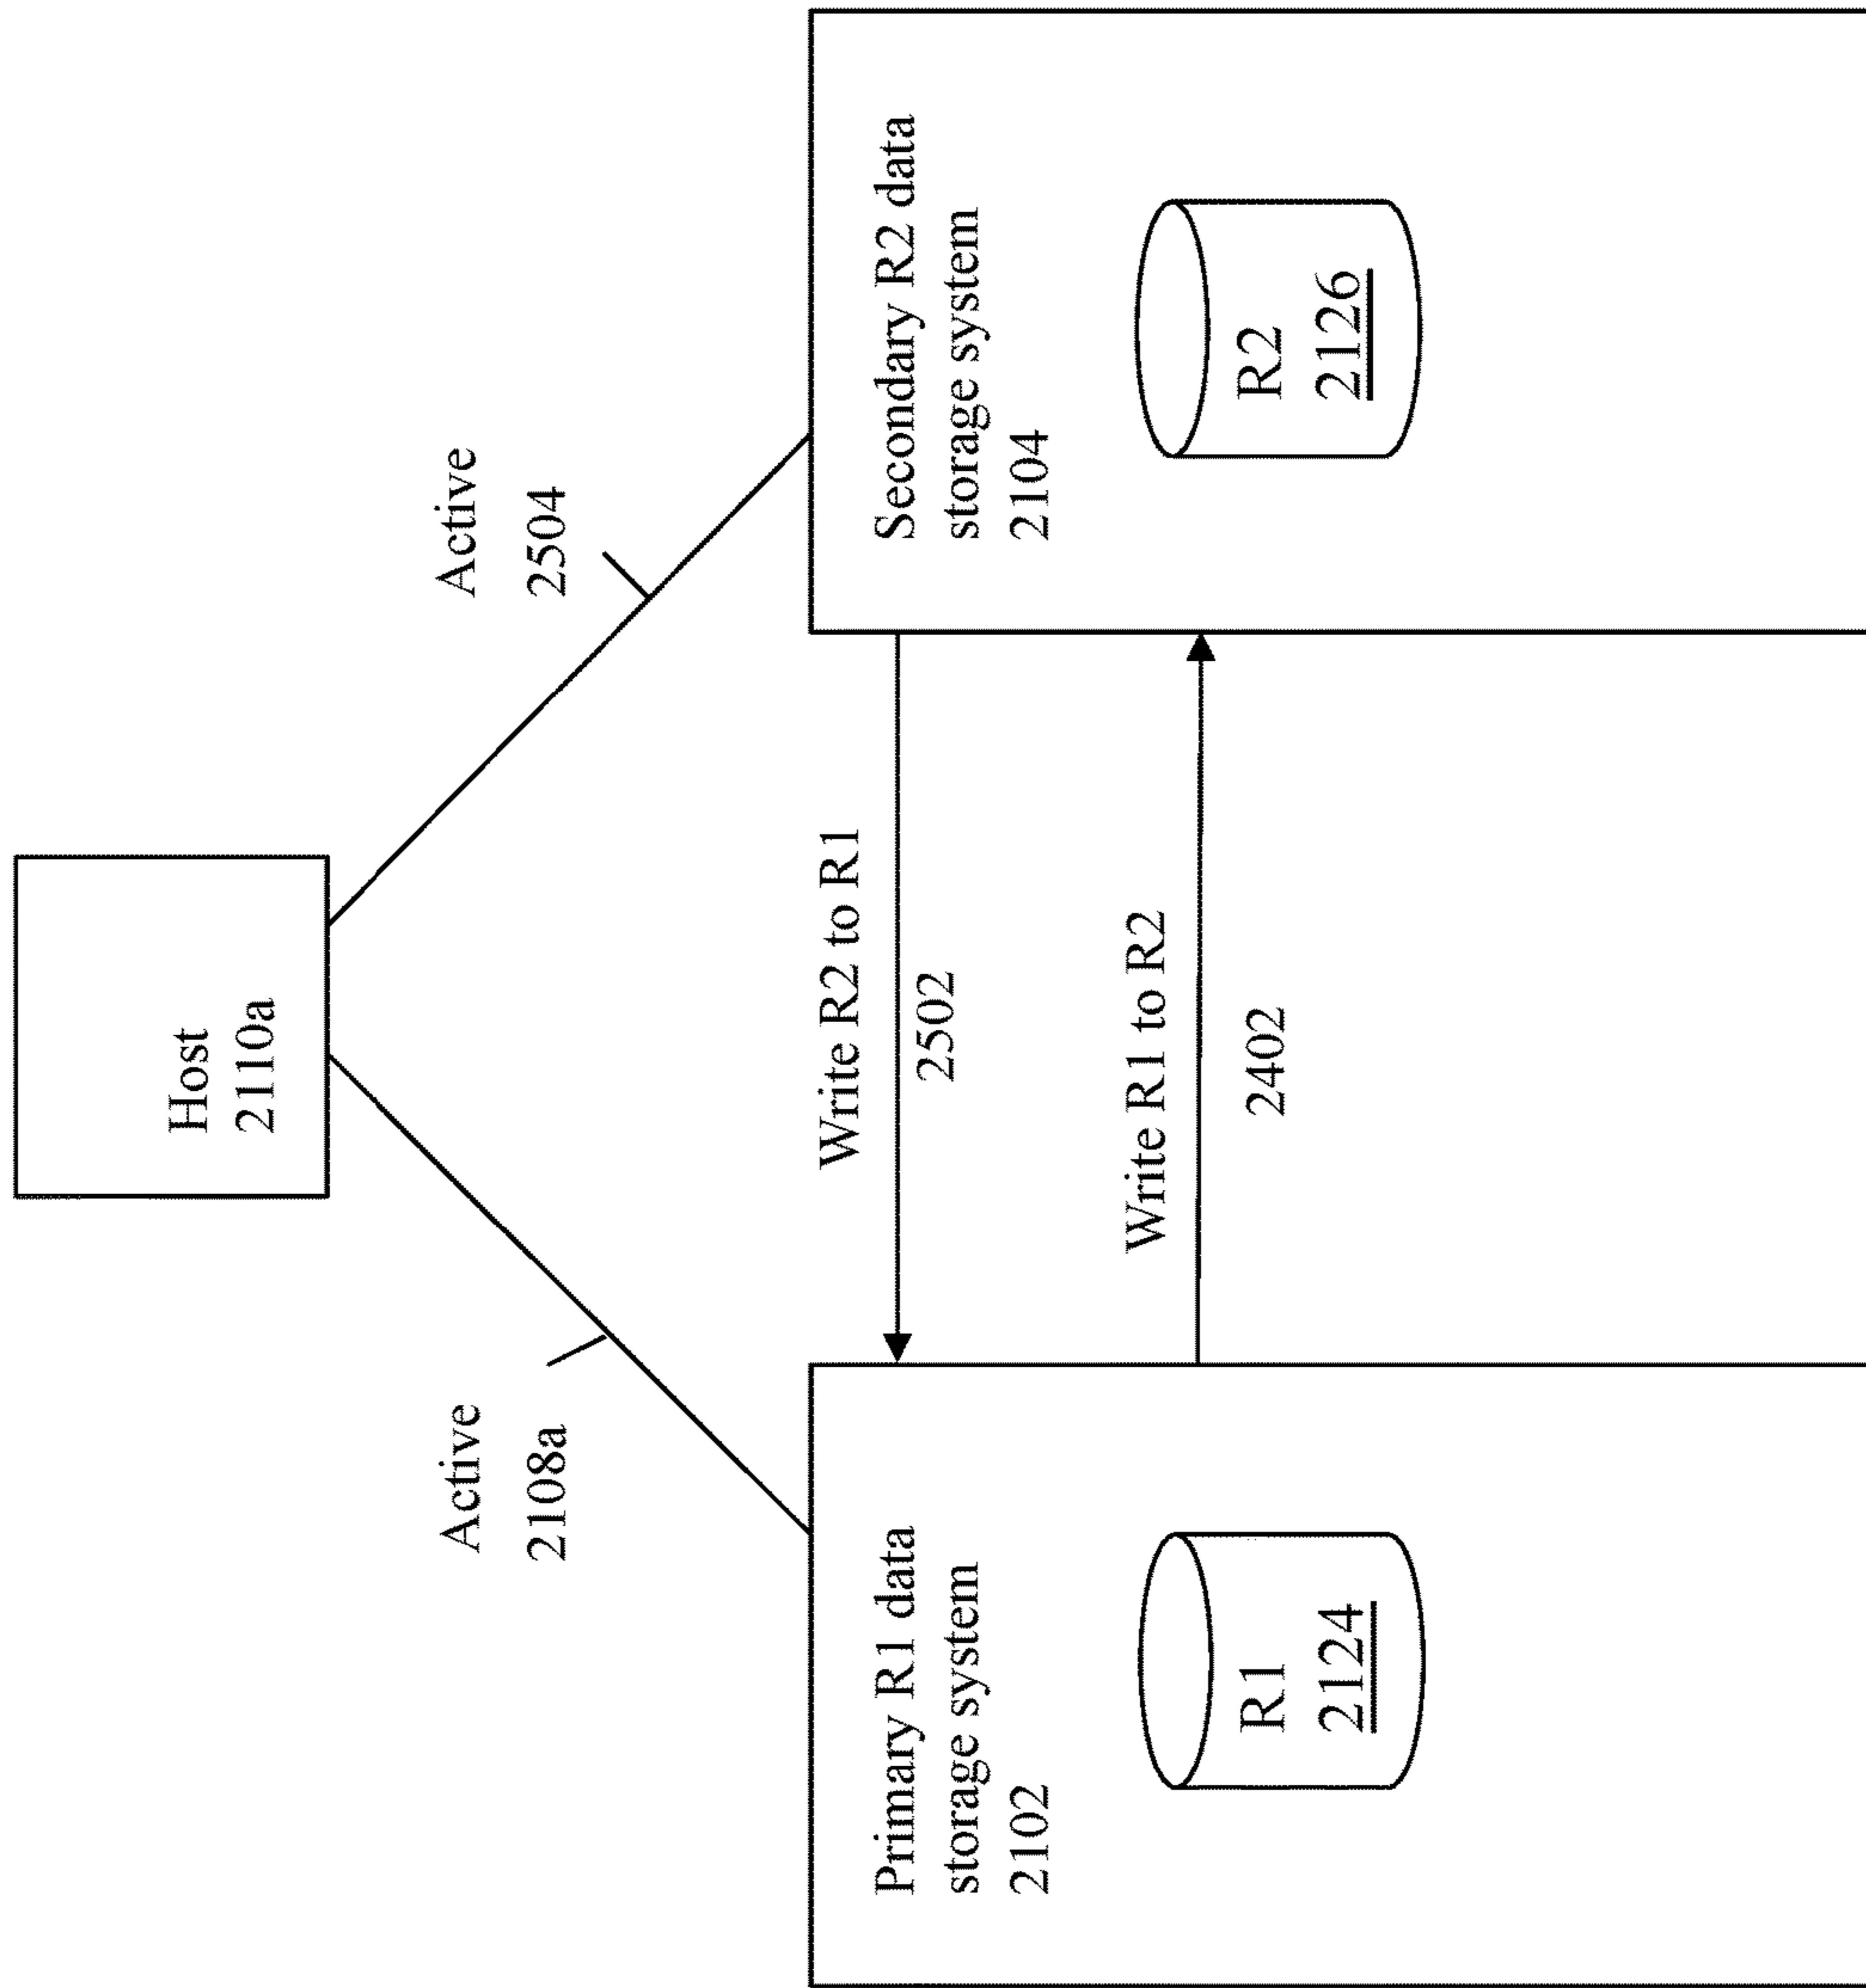 Host
2110a
Active
2108a
Active
2504
Primary R1 data
storage system
2102
R1
2124
Write R2 to R1
2502
Write R1 to R2
2402
Secondary R2 data
storage system
2104
R2
2126